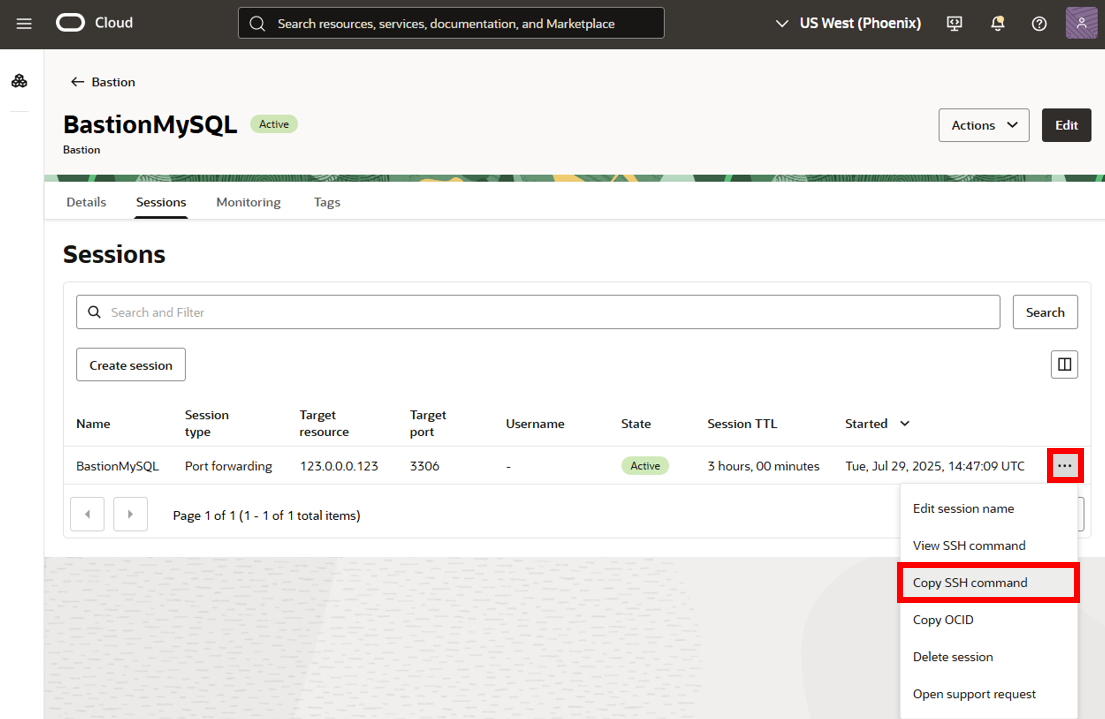 Cloud
Search resources, services, documentation, and Marketplace
US West (Phoenix)
Bastion
BastionMySQL
Active
Bastion
Actions
Edit
Details
Sessions
Monitoring
Tags
Sessions
Search and Filter
Search
Create session
Name
Session
type
Target
resource
Target
port
Username
State
Session TTL
Started
BastionMySQL
Port forwarding
123.0.0.0.123
3306
-
Active
3 hours, 00 minutes
Tue, Jul 29, 2025, 14:47:09 UTC
Page 1 of 1 (1 - 1 of 1 total items)
Edit session name
View SSH command
Copy SSH command
Copy OCID
Delete session
Open support request